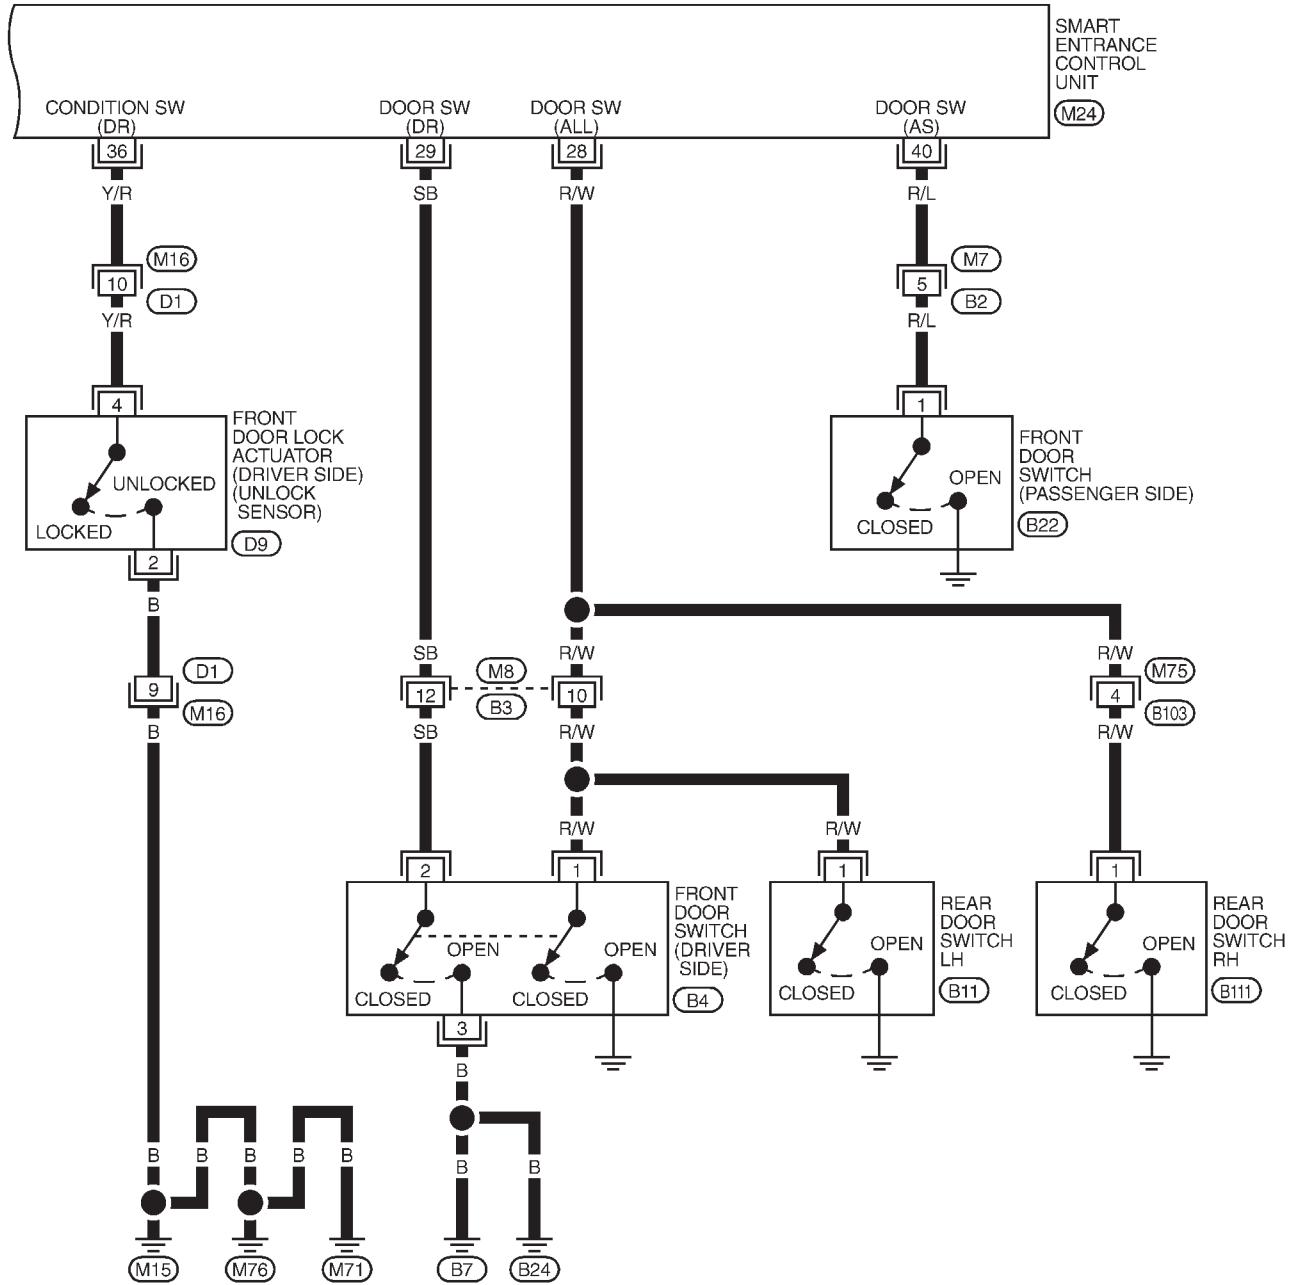 SMART
ENTRANCE
CONTROL
UNIT
M24
CONDITION SW
(DR)
DOOR SW
(DR)
DOOR SW
(ALL)
DOOR SW
(AS)
36
29
28
40
Y/R
SB
R/W
R/L
M16
10
D1
M7
5
B2
Y/R
R/L
4
1
FRONT
DOOR LOCK
ACTUATOR
(DRIVER SIDE)
(UNLOCK
SENSOR)
D9
UNLOCKED
LOCKED
FRONT
DOOR
SWITCH
(PASSENGER SIDE)
B22
OPEN
CLOSED
2
B
D1
9
M16
B
SB
R/W
R/W
12
M8
B3
10
M75
4
B103
SB
R/W
R/W
R/W
R/W
2
1
1
1
OPEN
CLOSED
OPEN
CLOSED
FRONT
DOOR
SWITCH
(DRIVER
SIDE)
B4
OPEN
CLOSED
REAR
DOOR
SWITCH
LH
B11
OPEN
CLOSED
REAR
DOOR
SWITCH
RH
B111
3
B
B
B
B
B
B
B
B
M15
M76
M71
B7
B24